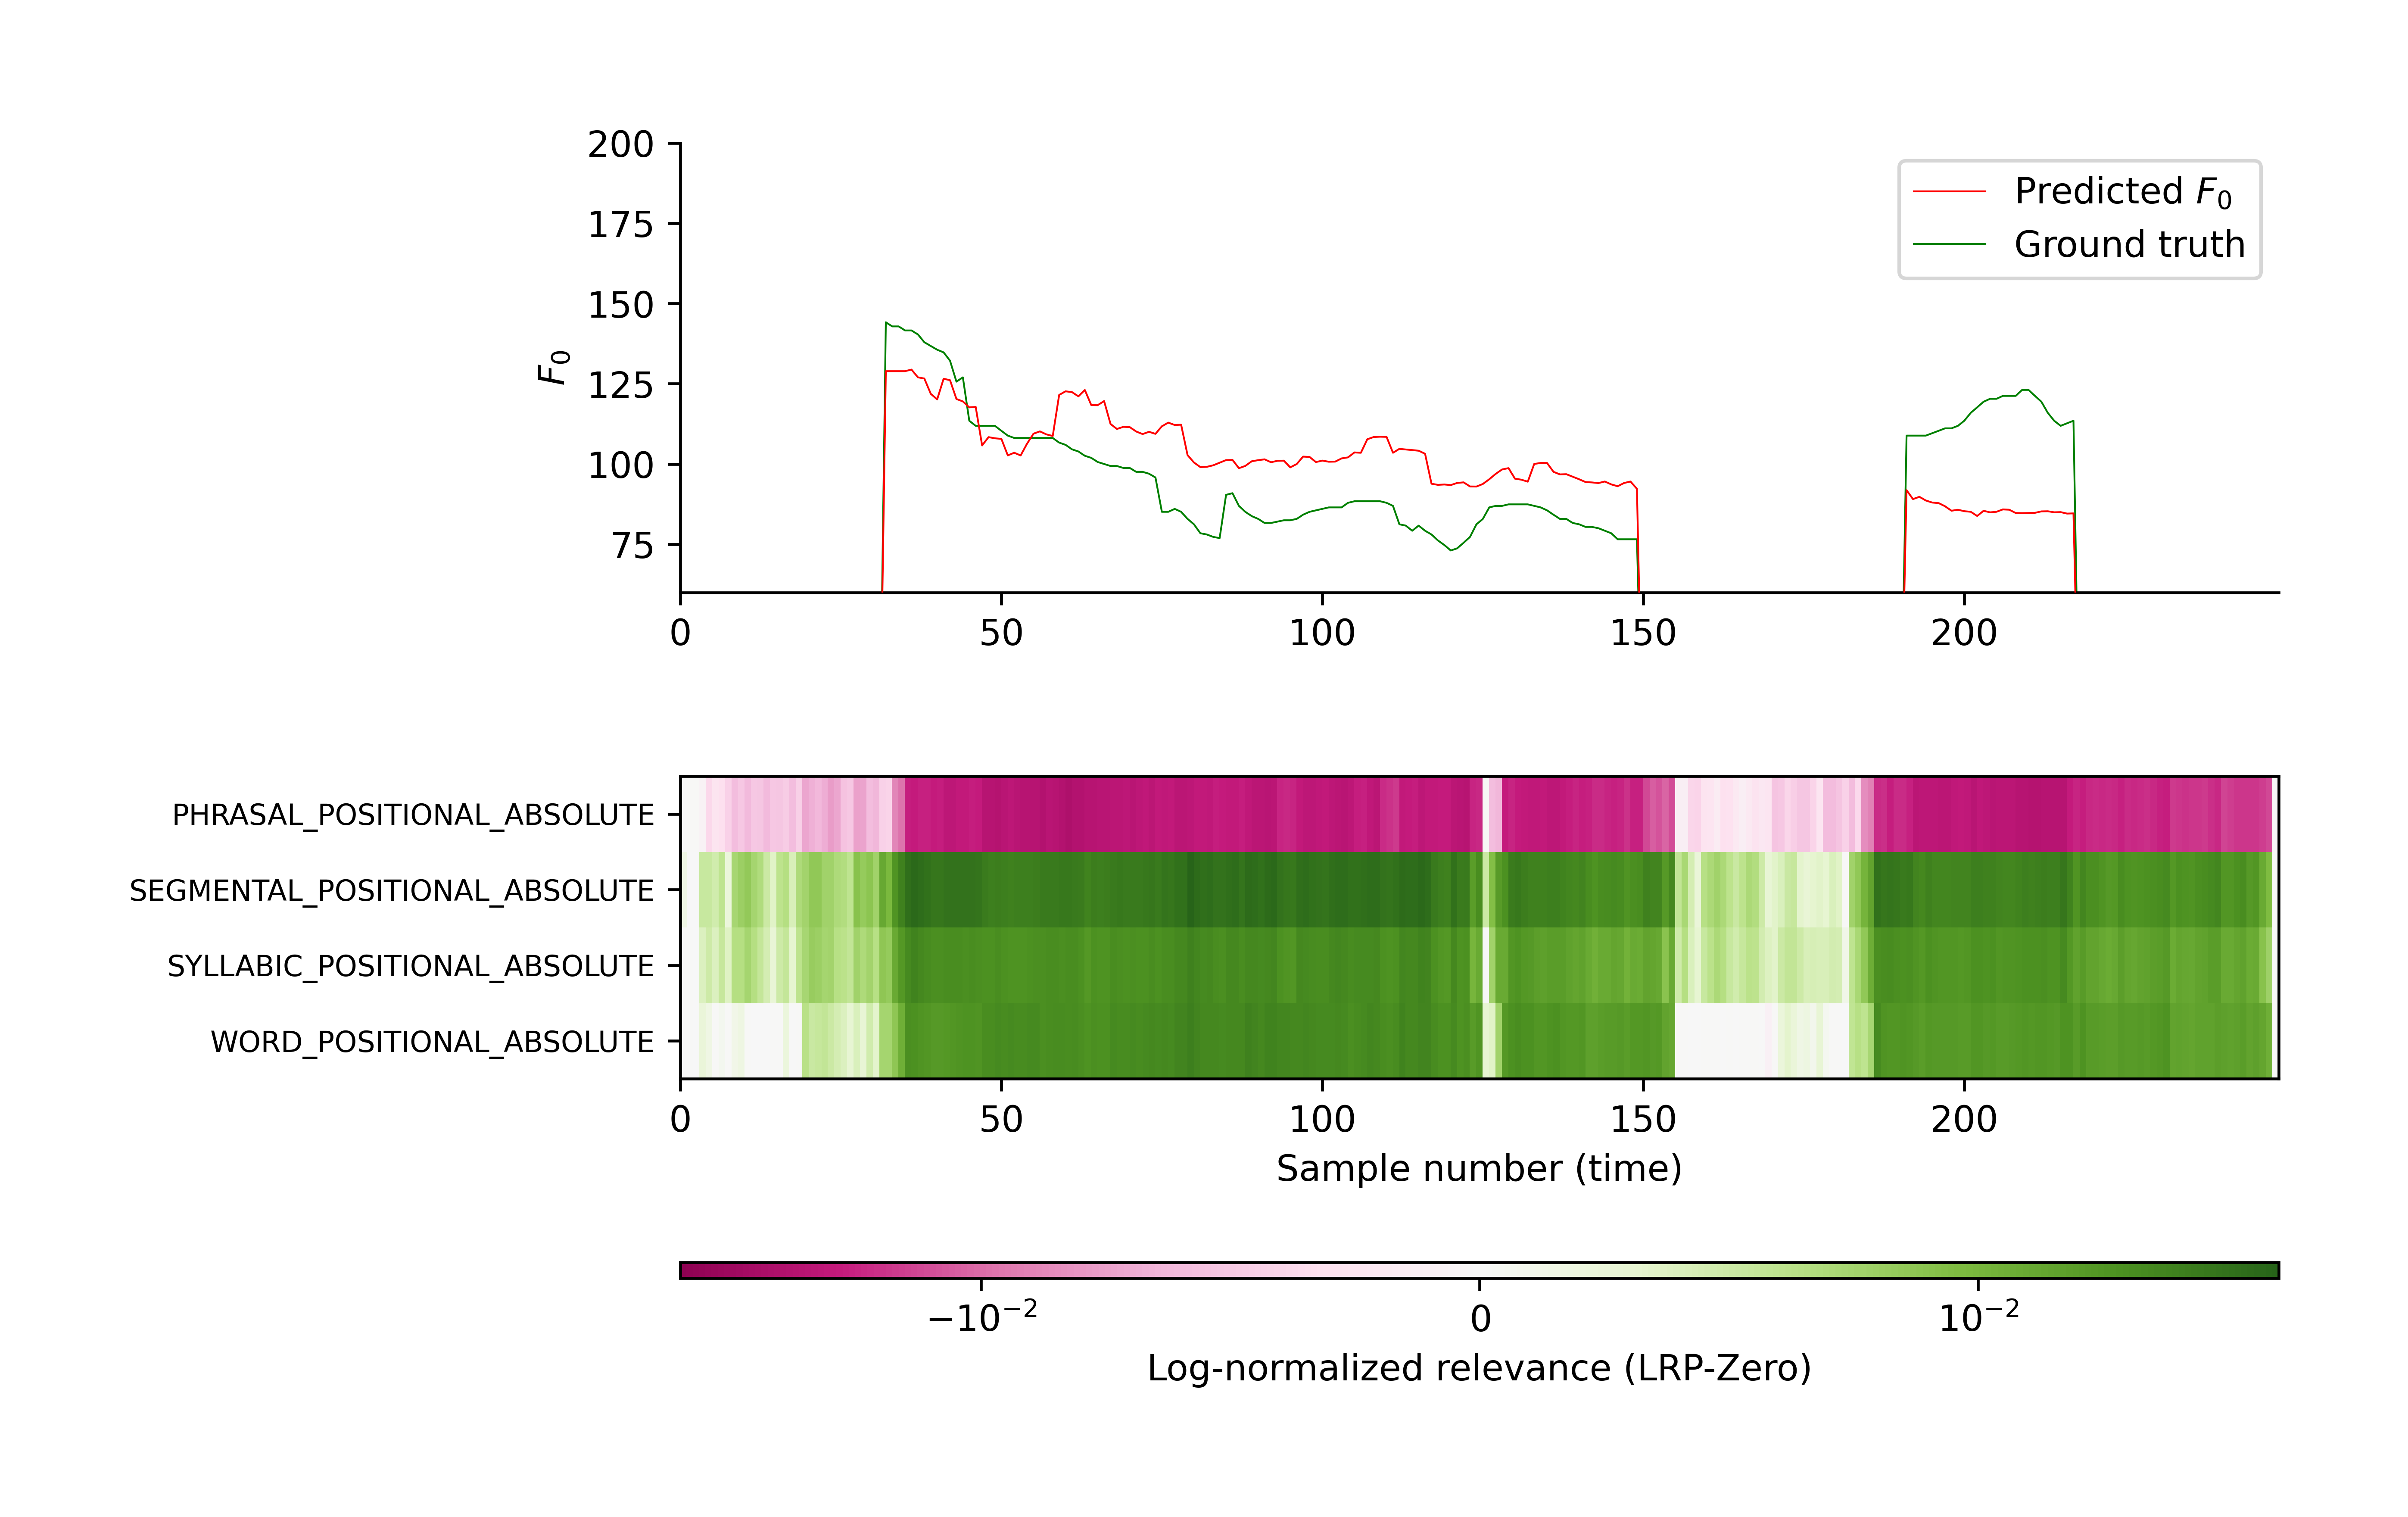 200
175
150
125
100
75
F₀
Predicted F₀
Ground truth
0 50 100 150 200
PHRASAL_POSITIONAL_ABSOLUTE
SEGMENTAL_POSITIONAL_ABSOLUTE
SYLLABIC_POSITIONAL_ABSOLUTE
WORD_POSITIONAL_ABSOLUTE
0 50 100 150 200
Sample number (time)
−10⁻² 0 10⁻²
Log-normalized relevance (LRP-Zero)